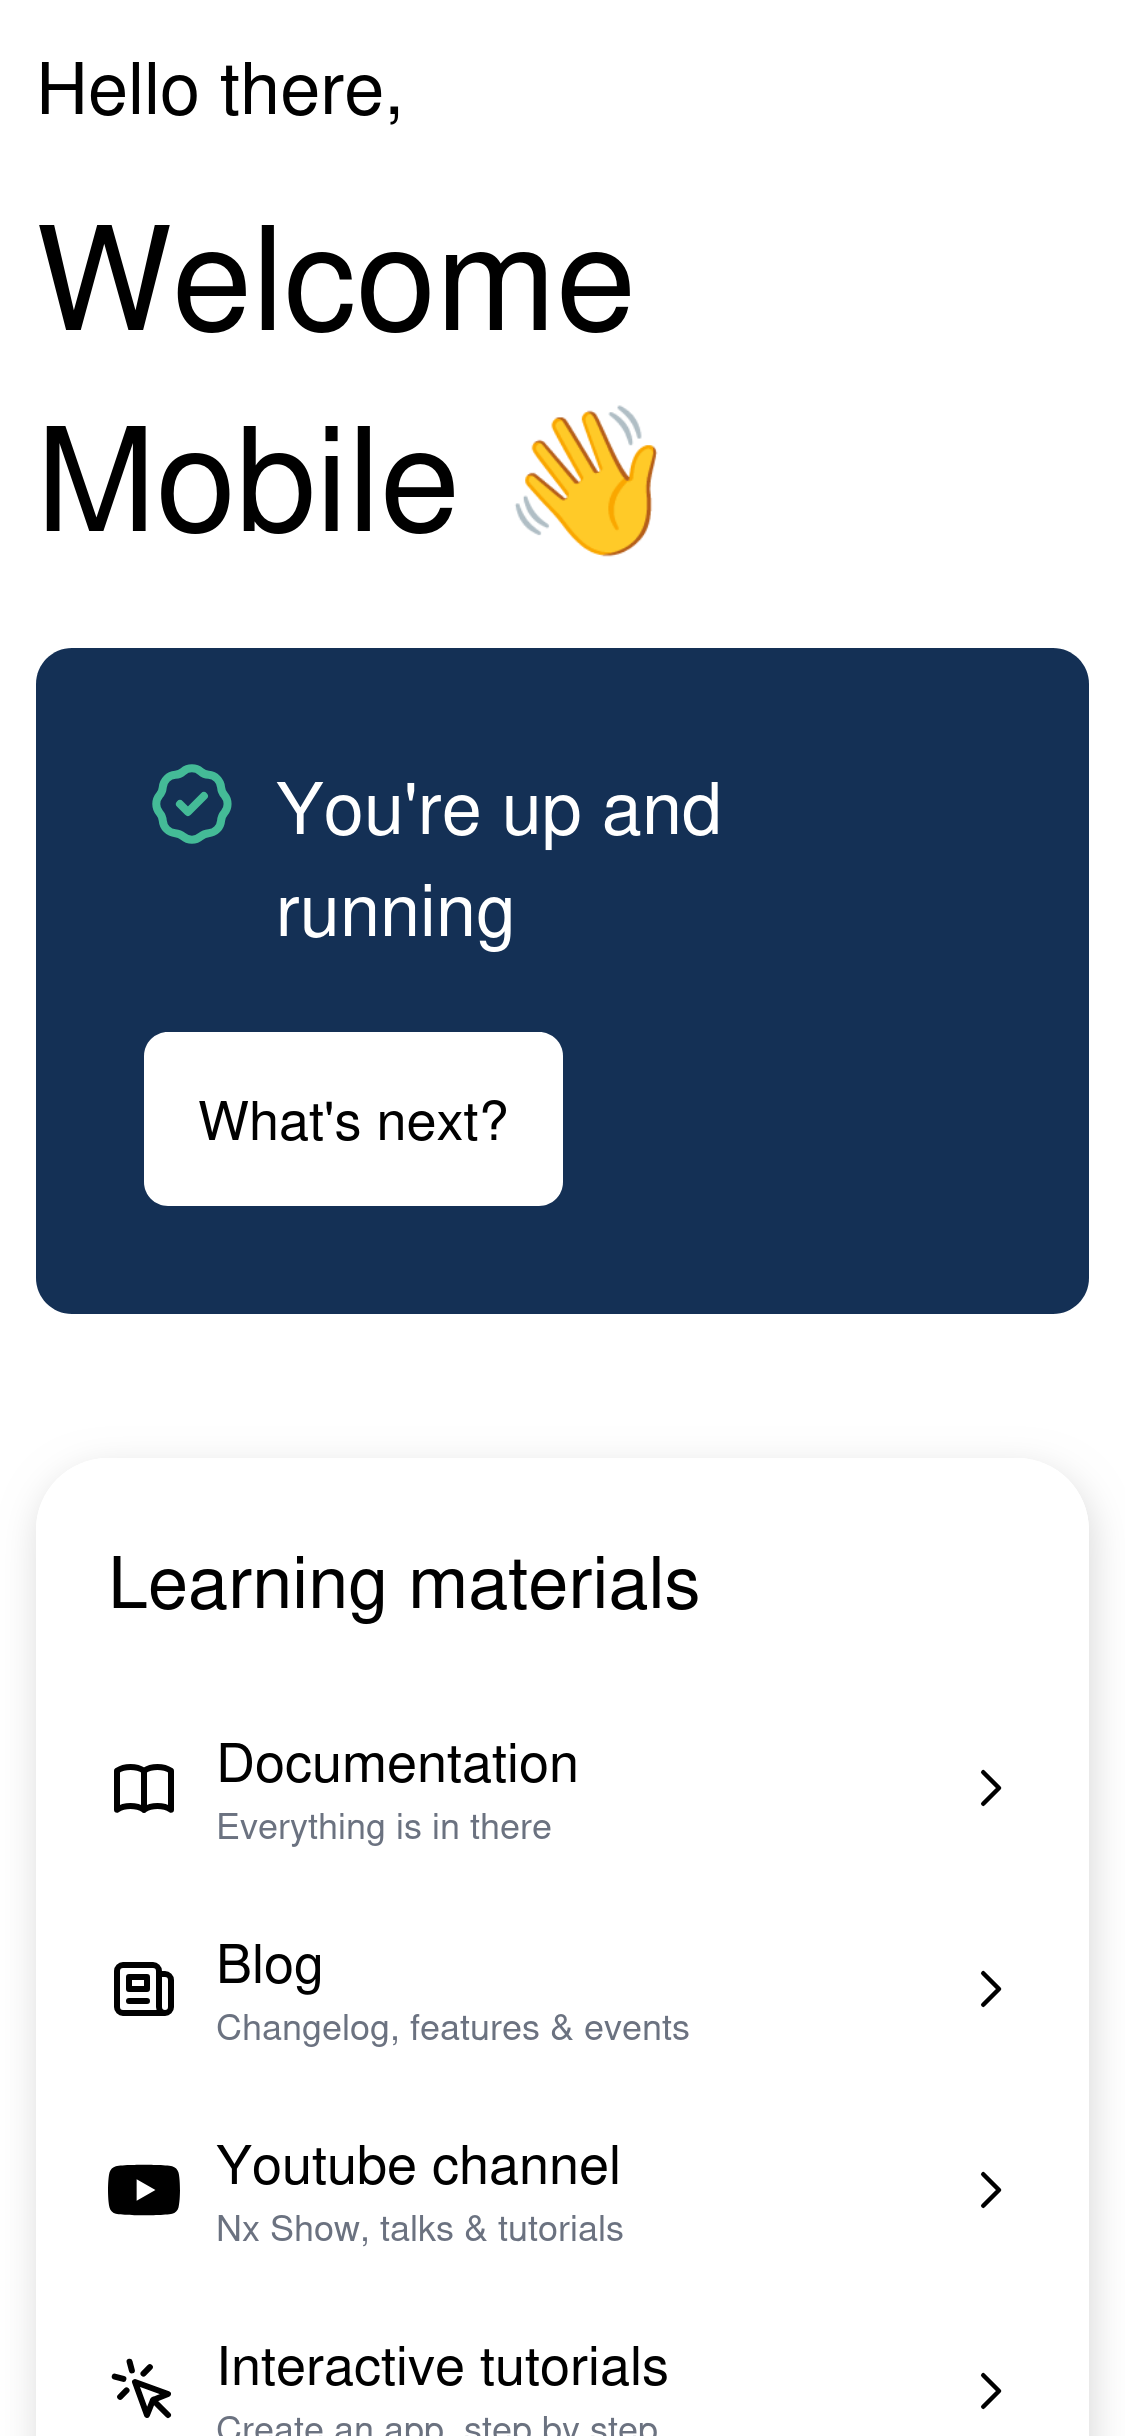 Hello there,
Welcome
Mobile 👋
You're up and
running
What's next?
Learning materials
Documentation
Everything is in there
Blog
Changelog, features & events
Youtube channel
Nx Show, talks & tutorials
Interactive tutorials
Create an app, step by step